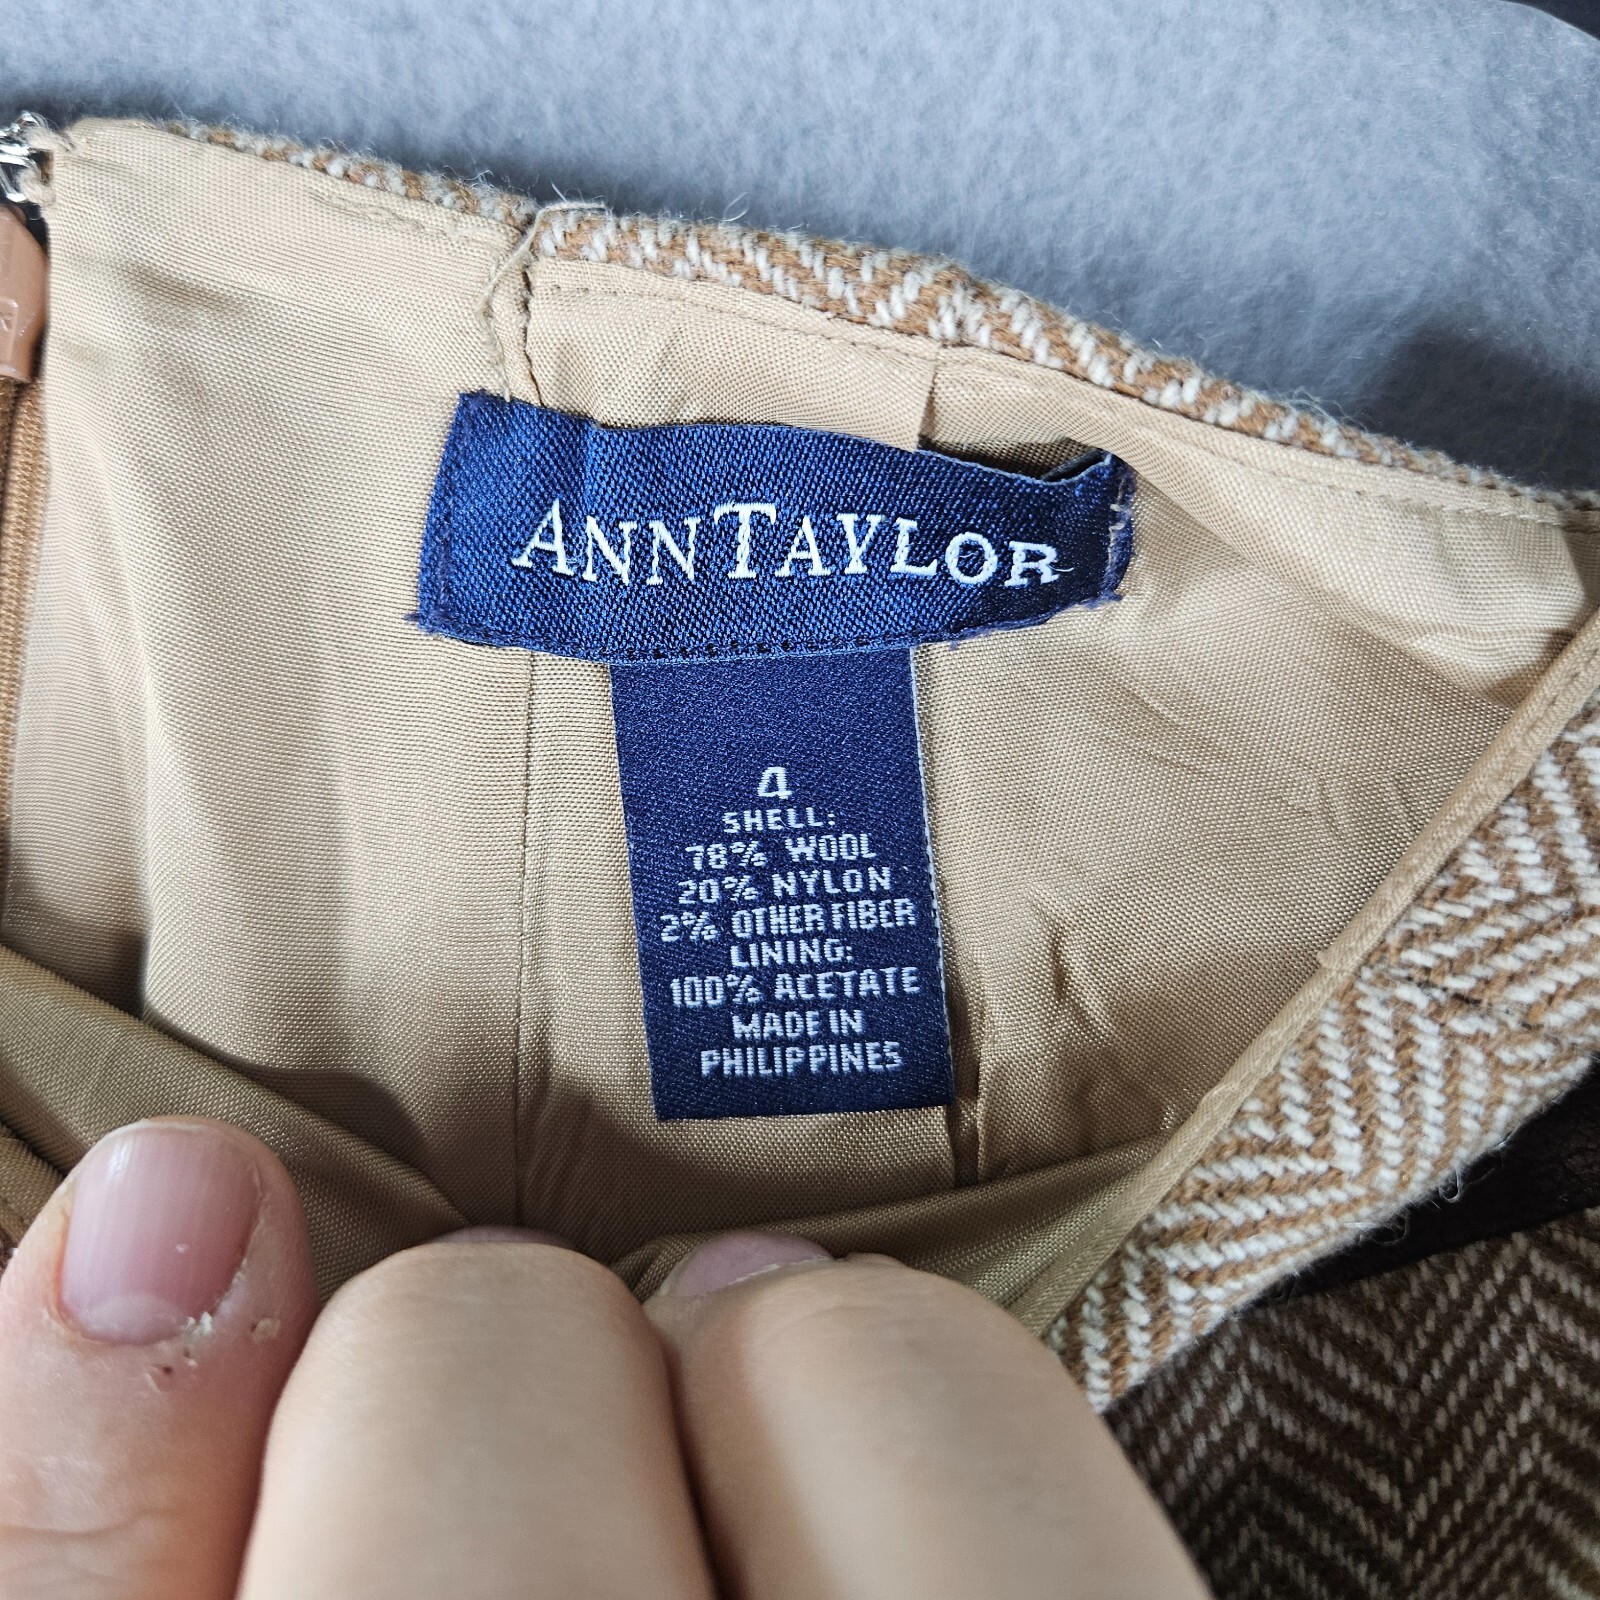 ANNTAYLOR
4
SHELL:
78% WOOL
20% NYLON
2% OTHER FIBER
LINING:
100% ACETATE
MADE IN
PHILIPPINES